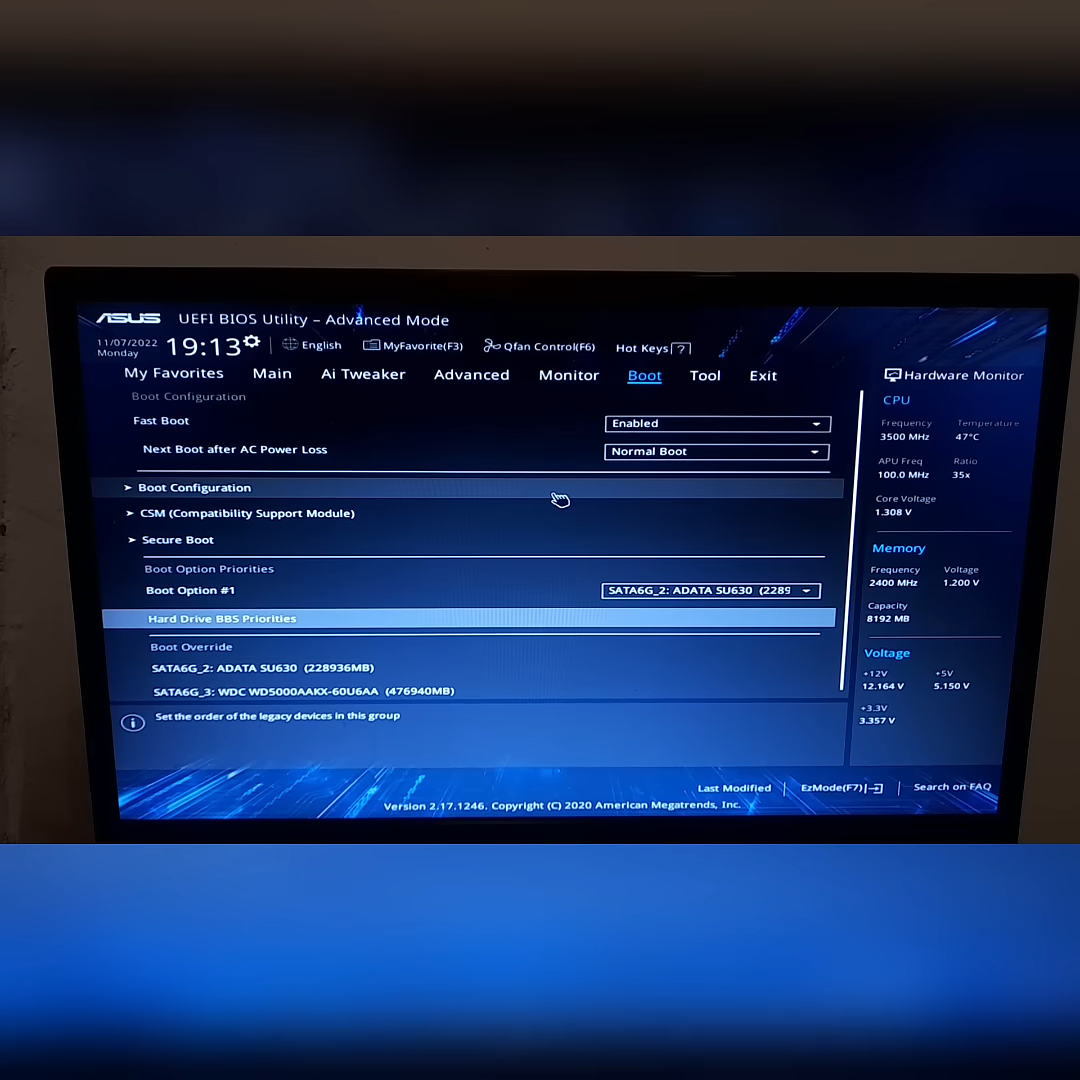 ASUS UEFI BIOS Utility – Advanced Mode
11/07/2022
Monday
19:13
English
MyFavorite(F3)
Qfan Control(F6)
Hot Keys ?
My Favorites Main Ai Tweaker Advanced Monitor Boot Tool Exit
Boot Configuration
Fast Boot Enabled
Next Boot after AC Power Loss Normal Boot
> Boot Configuration
> CSM (Compatibility Support Module)
> Secure Boot
Boot Option Priorities
Boot Option #1 SATA6G_2: ADATA SU630 (2289
Hard Drive BBS Priorities
Boot Override
SATA6G_2: ADATA SU630 (228936MB)
SATA6G_3: WDC WD5000AAKX-60U6AA (476940MB)
i Set the order of the legacy devices in this group
Hardware Monitor
CPU
Frequency Temperature
3500 MHz 47°C
APU Freq Ratio
100.0 MHz 35x
Core Voltage
1.308 V
Memory
Frequency Voltage
2400 MHz 1.200 V
Capacity
8192 MB
Voltage
+12V +5V
12.164 V 5.150 V
+3.3V
3.357 V
Last Modified EzMode(F7) Search on FAQ
Version 2.17.1246. Copyright (C) 2020 American Megatrends, Inc.